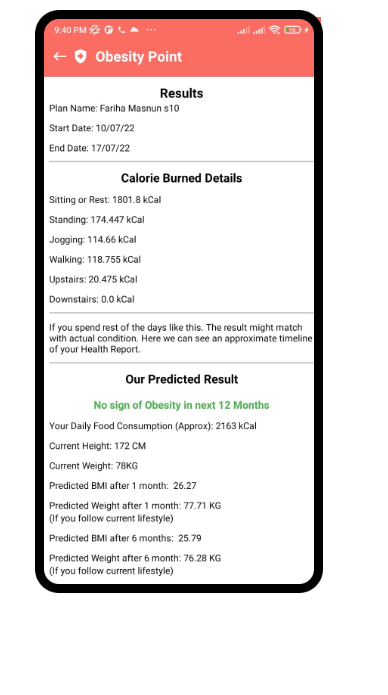 9:40 PM
Obesity Point
Results
Plan Name: Fariha Masnun s10
Start Date: 10/07/22
End Date: 17/07/22
Calorie Burned Details
Sitting or Rest: 1801.8 kCal
Standing: 174.447 kCal
Jogging: 114.66 kCal
Walking: 118.755 kCal
Upstairs: 20.475 kCal
Downstairs: 0.0 kCal
If you spend rest of the days like this. The result might match
with actual condition. Here we can see an approximate timeline
of your Health Report.
Our Predicted Result
No sign of Obesity in next 12 Months
Your Daily Food Consumption (Approx): 2163 kCal
Current Height: 172 CM
Current Weight: 78KG
Predicted BMI after 1 month: 26.27
Predicted Weight after 1 month: 77.71 KG
(If you follow current lifestyle)
Predicted BMI after 6 months: 25.79
Predicted Weight after 6 month: 76.28 KG
(If you follow current lifestyle)